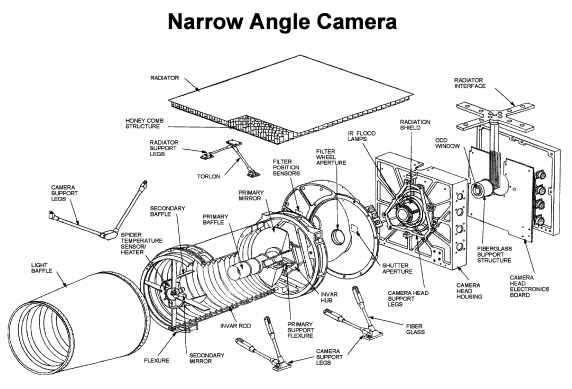 Narrow Angle Camera
RADIATOR
HONEY COMB
STRUCTURE
RADIATOR
SUPPORT
LEGS
TORLON
CAMERA
SUPPORT
LEGS
SECONDARY
BAFFLE
SPIDER
TEMPERATURE
SENSOR/
HEATER
LIGHT
BAFFLE
PRIMARY
BAFFLE
PRIMARY
MIRROR
FILTER
POSITION
SENSORS
FILTER
WHEEL
APERTURE
IR FLOOD
LAMPS
RADIATION
SHIELD
CCD
WINDOW
RADIATOR
INTERFACE
FIBERGLASS
SUPPORT
STRUCTURE
CAMERA
HEAD
ELECTRONICS
BOARD
CAMERA
HEAD
HOUSING
SHUTTER
APERTURE
CAMERA HEAD
SUPPORT
LEGS
INVAR
HUB
FIBER
GLASS
PRIMARY
SUPPORT
FLEXURE
INVAR ROD
CAMERA
SUPPORT
LEGS
SECONDARY
MIRROR
FLEXURE